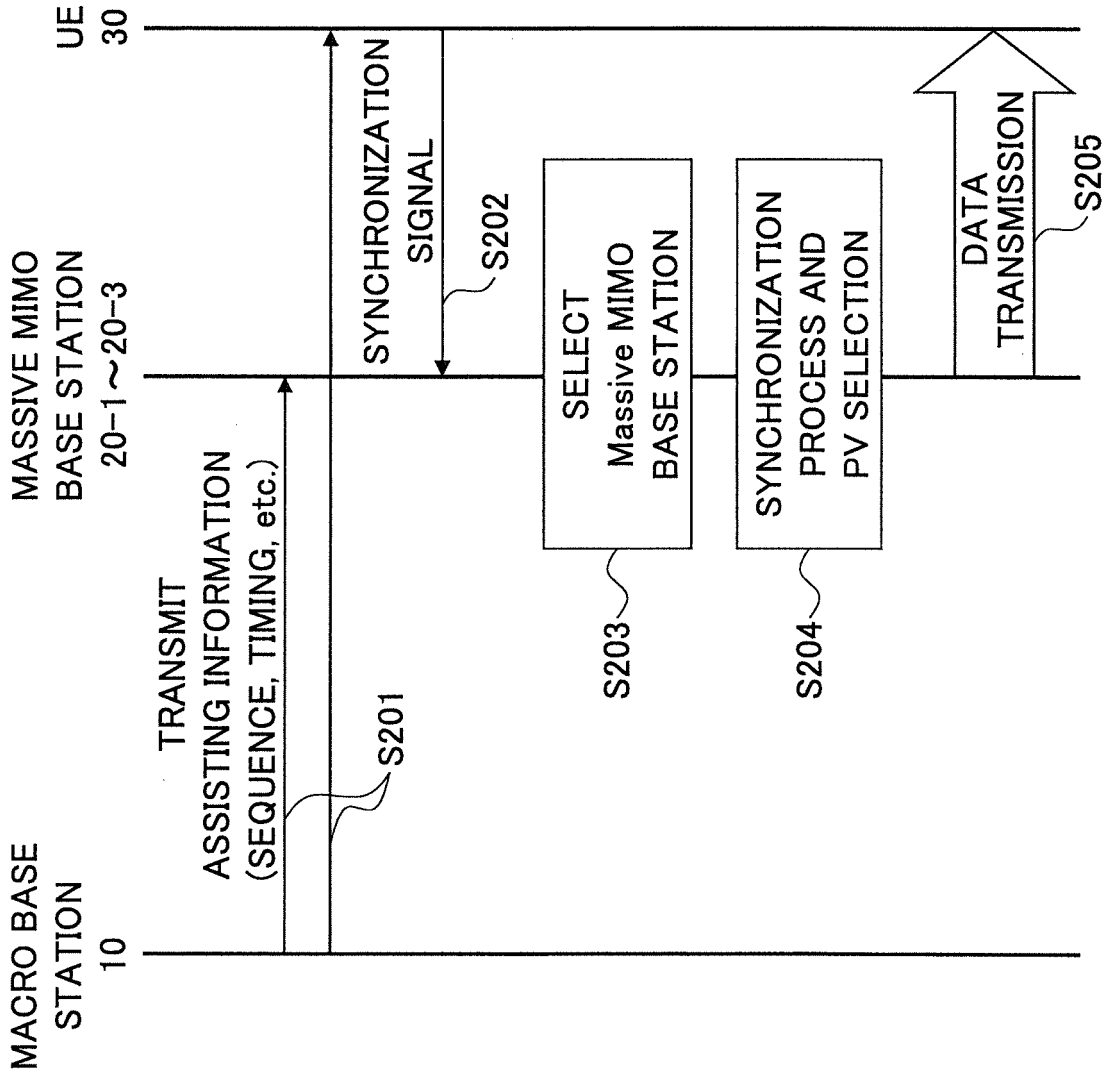 MACRO BASE
STATION
10
MASSIVE MIMO
BASE STATION
20-1～20-3
UE
30
TRANSMIT
ASSISTING INFORMATION
(SEQUENCE, TIMING, etc.)
S201
SYNCHRONIZATION
SIGNAL
S202
SELECT
Massive MIMO
BASE STATION
S203
SYNCHRONIZATION
PROCESS AND
PV SELECTION
S204
DATA
TRANSMISSION
S205